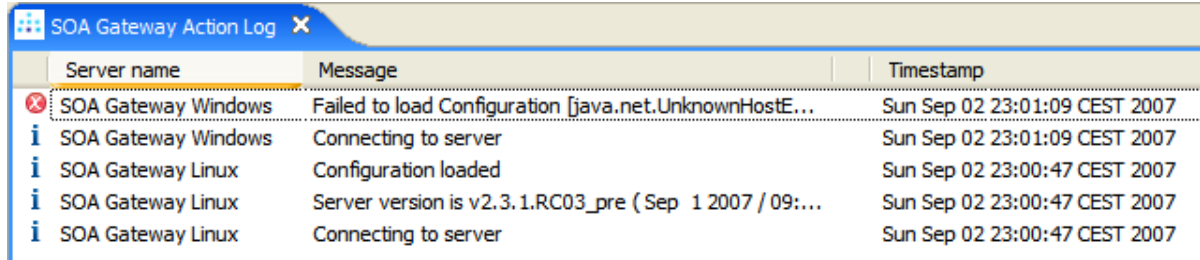 SOA Gateway Action Log
Server name Message Timestamp
SOA Gateway Windows Failed to load Configuration [java.net.UnknownHostE... Sun Sep 02 23:01:09 CEST 2007
SOA Gateway Windows Connecting to server Sun Sep 02 23:01:09 CEST 2007
SOA Gateway Linux Configuration loaded Sun Sep 02 23:00:47 CEST 2007
SOA Gateway Linux Server version is v2.3.1.RC03_pre ( Sep 1 2007 / 09:... Sun Sep 02 23:00:47 CEST 2007
SOA Gateway Linux Connecting to server Sun Sep 02 23:00:47 CEST 2007